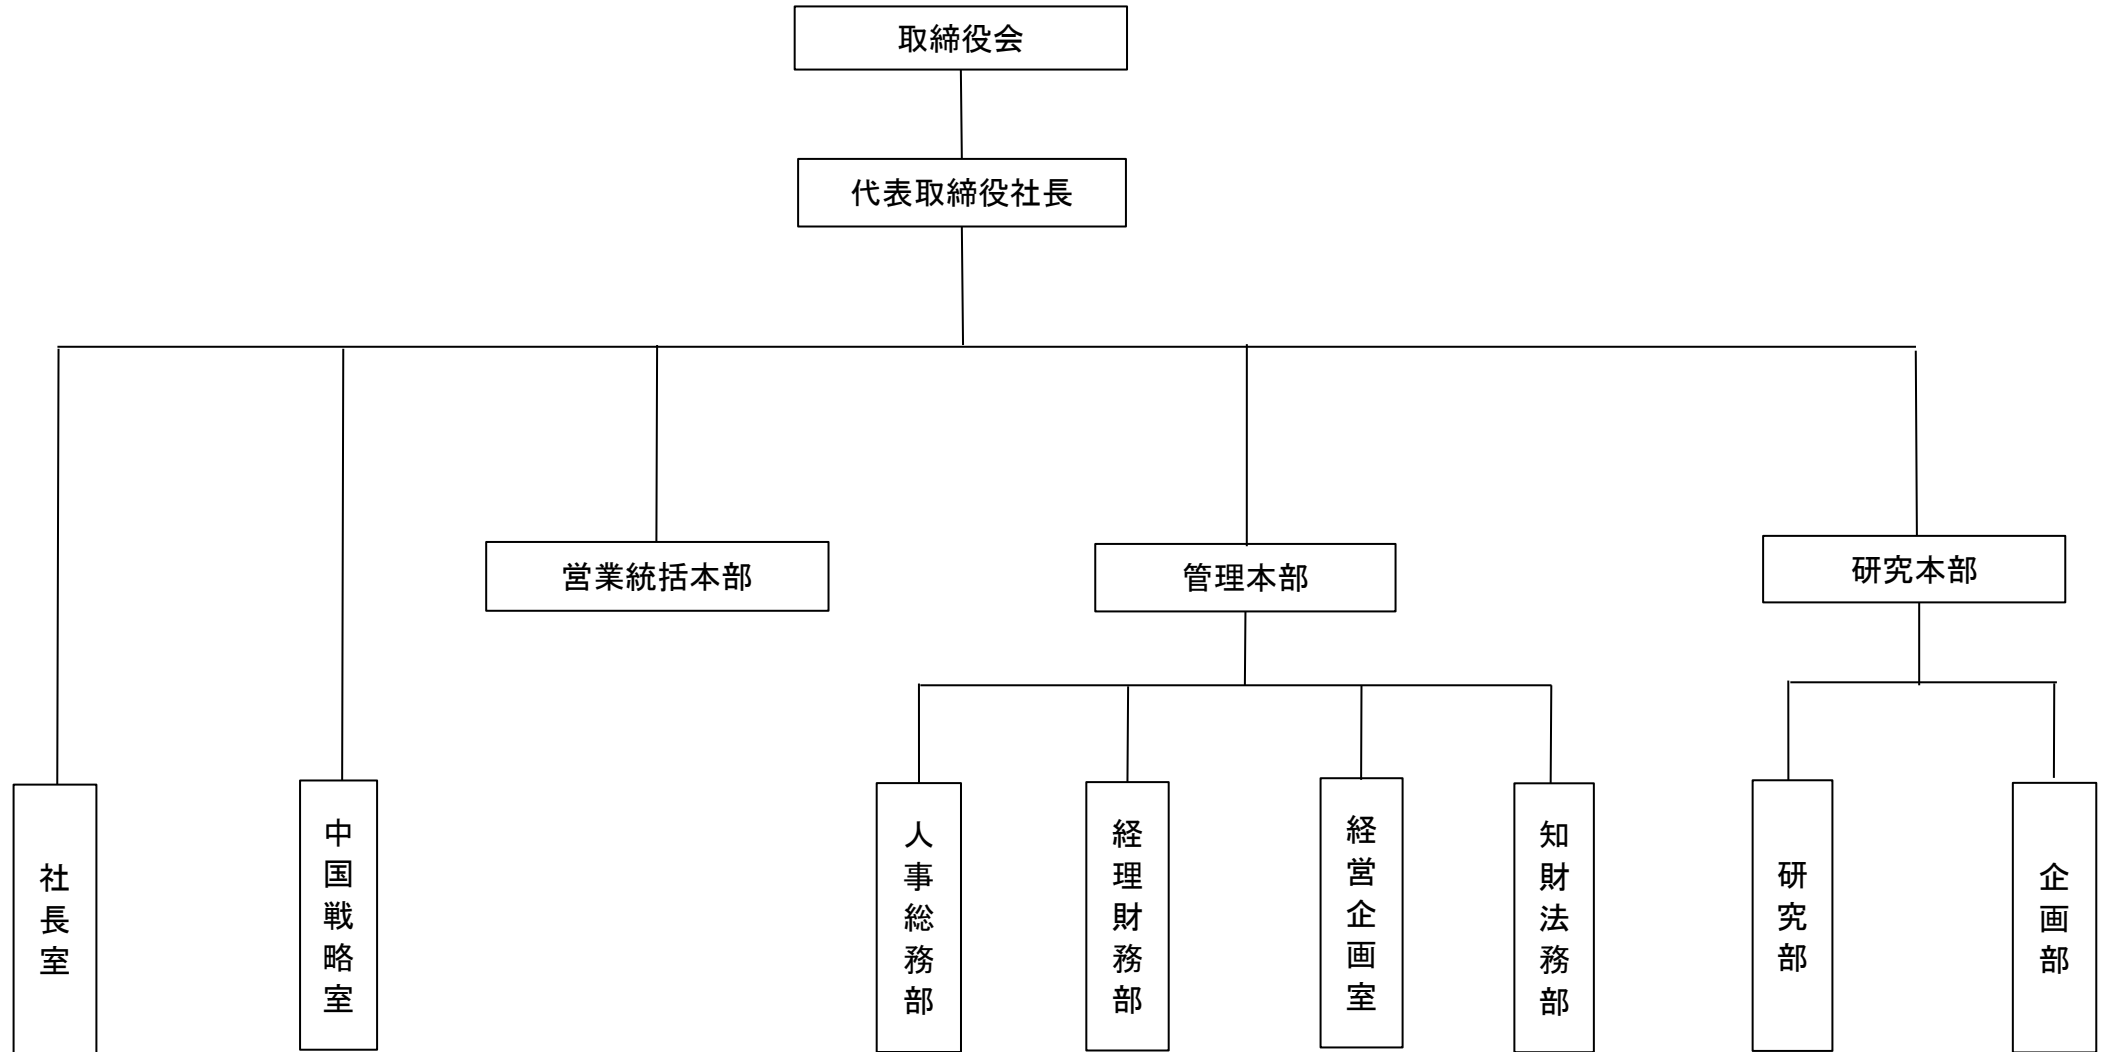 取締役会
代表取締役社長
営業統括本部
管理本部
研究本部
社長室
中国戦略室
人事総務部
経理財務部
経営企画室
知財法務部
研究部
企画部